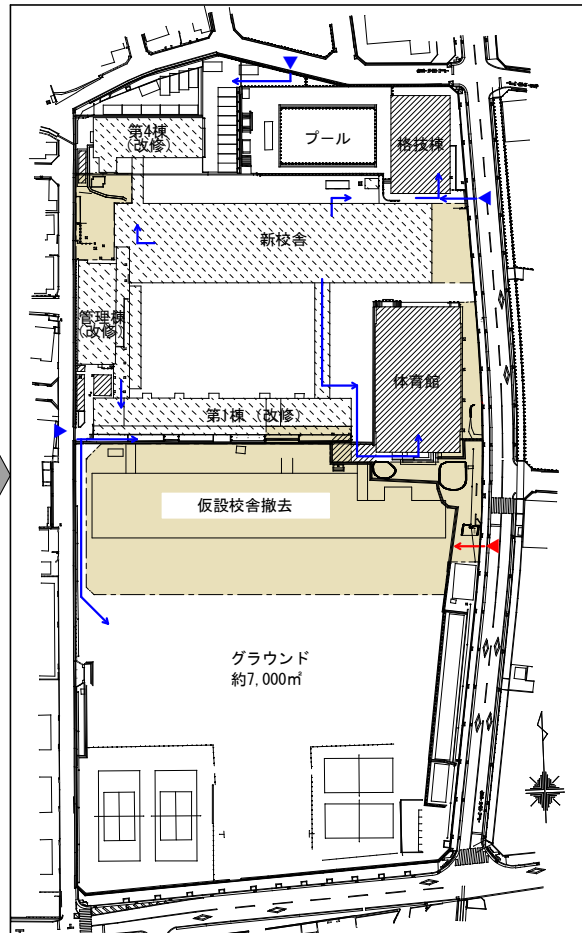 第4棟
(改修)
プール
格技棟
新校舎
管理棟
(改修)
体育館
第1棟 (改修)
仮設校舎撤去
グラウンド
約7,000㎡